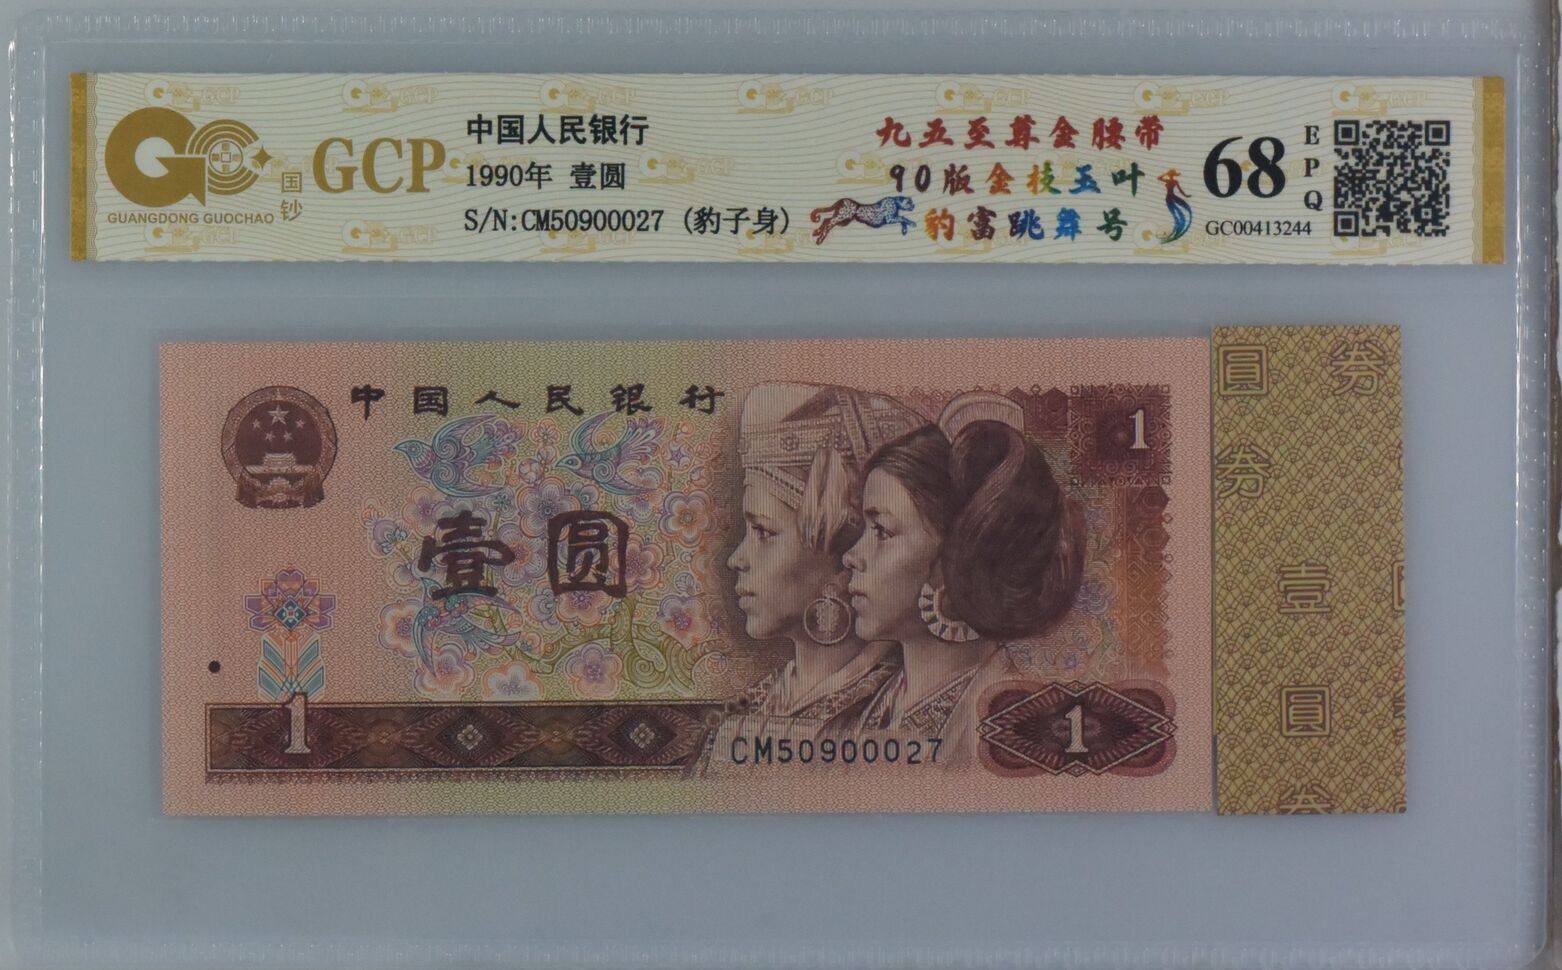 GCP
国钞
GUANGDONG GUOCHAO
中国人民银行
1990年 壹圆
S/N:CM50900027 (豹子身)
九五至尊金腰带
90版金枝玉叶
豹富跳舞号
68
EPQ
GC00413244
中国人民银行
1
壹圆
1
CM50900027
1
圓 券
券
壹
圓
券